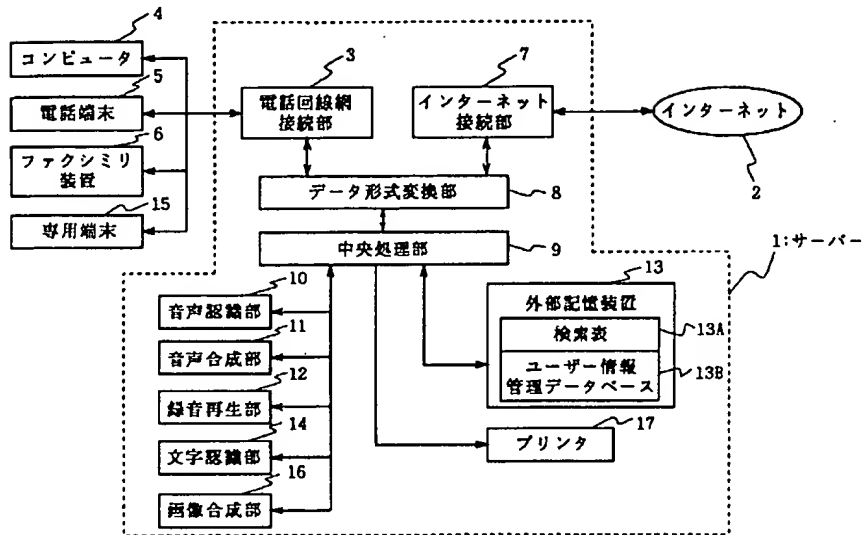 4
コンピュータ
5
電話端末
6
ファクシミリ
装置
15
専用端末
3
電話回線網
接続部
7
インターネット
接続部
インターネット
2
データ形式変換部
8
中央処理部
9
1:サーバー
10
音声認識部
11
音声合成部
12
録音再生部
14
文字認識部
16
画像合成部
13
外部記憶装置
検索表
13A
ユーザー情報
管理データベース
13B
プリンタ
17